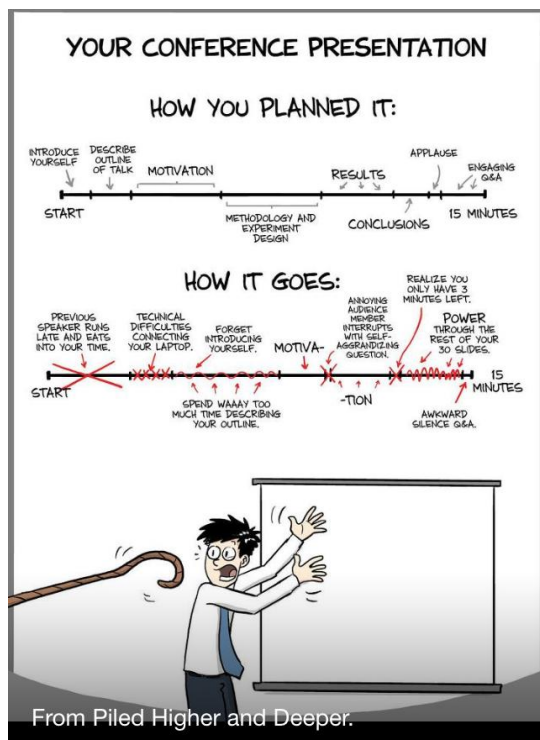 YOUR CONFERENCE PRESENTATION
HOW YOU PLANNED IT:
INTRODUCE
YOURSELF
DESCRIBE
OUTLINE
OF TALK
MOTIVATION
RESULTS
APPLAUSE
ENGAGING
Q&A
START
METHODOLOGY AND
EXPERIMENT
DESIGN
CONCLUSIONS
15 MINUTES
HOW IT GOES:
PREVIOUS
SPEAKER RUNS
LATE AND EATS
INTO YOUR TIME.
TECHNICAL
DIFFICULTIES
CONNECTING
YOUR LAPTOP.
FORGET
INTRODUCING
YOURSELF.
MOTIVA-
ANNOYING
AUDIENCE
MEMBER
INTERRUPTS
WITH SELF-
AGGRANDIZING
QUESTION.
REALIZE YOU
ONLY HAVE 3
MINUTES LEFT.
POWER
THROUGH THE
REST OF YOUR
30 SLIDES.
START
SPEND WAAAY TOO
MUCH TIME DESCRIBING
YOUR OUTLINE.
-TION
AWKWARD
SILENCE Q&A.
15
MINUTES
From Piled Higher and Deeper.